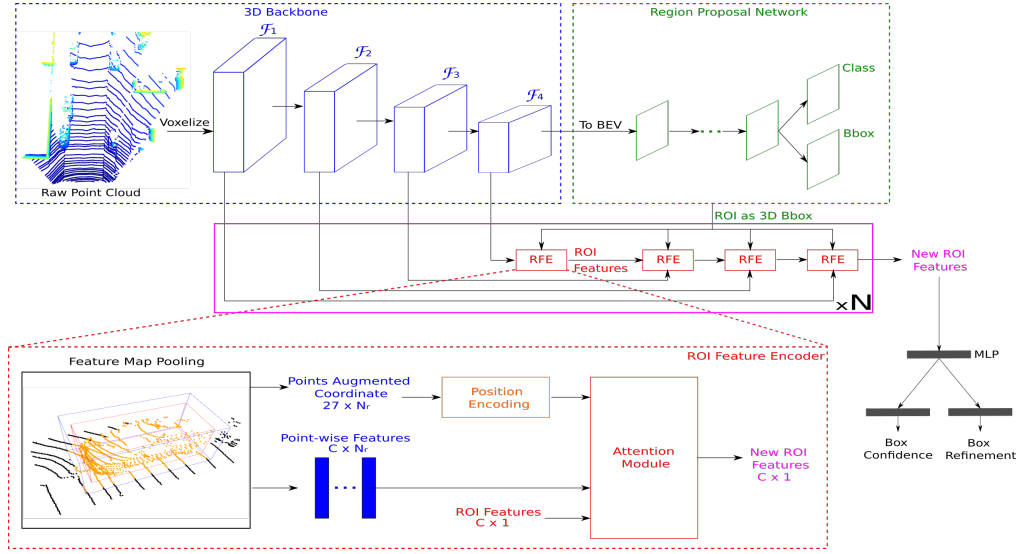 3D Backbone
Region Proposal Network
ℱ₁
ℱ₂
ℱ₃
ℱ₄
Class
Voxelize
To BEV
Bbox
Raw Point Cloud
ROI as 3D Bbox
RFE
ROI
Features
RFE
RFE
RFE
New ROI
Features
xN
Feature Map Pooling
ROI Feature Encoder
MLP
Points Augmented
Coordinate
27 x Nᵣ
Position
Encoding
Point-wise Features
C x Nᵣ
Attention
Module
New ROI
Features
C x 1
ROI Features
C x 1
Box
Confidence
Box
Refinement